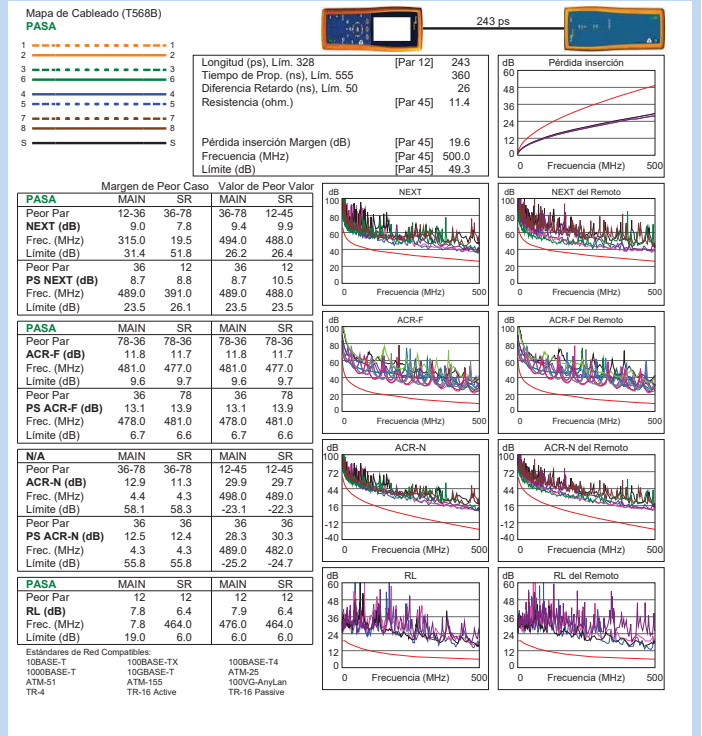 Mapa de Cableado (T568B)
PASA
243 ps
1 1
2 2
3 3
6 6
4 4
5 5
7 7
8 8
S S
Longitud (ps), Lím. 328 [Par 12] 243
Tiempo de Prop. (ns), Lím. 555 360
Diferencia Retardo (ns), Lím. 50 26
Resistencia (ohm.) [Par 45] 11.4
Pérdida inserción Margen (dB) [Par 45] 19.6
Frecuencia (MHz) [Par 45] 500.0
Límite (dB) [Par 45] 49.3
dB Pérdida inserción
60
48
36
24
12
0
0 Frecuencia (MHz) 500
Margen de Peor Caso Valor de Peor Valor
PASA MAIN SR MAIN SR
Peor Par 12-36 36-78 36-78 12-45
NEXT (dB) 9.0 7.8 9.4 9.9
Frec. (MHz) 315.0 19.5 494.0 488.0
Límite (dB) 31.4 51.8 26.2 26.4
Peor Par 36 12 36 12
PS NEXT (dB) 8.7 8.8 8.7 10.5
Frec. (MHz) 489.0 391.0 489.0 488.0
Límite (dB) 23.5 26.1 23.5 23.5
PASA MAIN SR MAIN SR
Peor Par 78-36 78-36 78-36 78-36
ACR-F (dB) 11.8 11.7 11.8 11.7
Frec. (MHz) 481.0 477.0 481.0 477.0
Límite (dB) 9.6 9.7 9.6 9.7
Peor Par 36 78 36 78
PS ACR-F (dB) 13.1 13.9 13.1 13.9
Frec. (MHz) 478.0 481.0 478.0 481.0
Límite (dB) 6.7 6.6 6.7 6.6
N/A MAIN SR MAIN SR
Peor Par 36-78 36-78 12-45 12-45
ACR-N (dB) 12.9 11.3 29.9 29.7
Frec. (MHz) 4.4 4.3 498.0 489.0
Límite (dB) 58.1 58.3 -23.1 -22.3
Peor Par 36 36 36 36
PS ACR-N (dB) 12.5 12.4 28.3 30.3
Frec. (MHz) 4.3 4.3 489.0 482.0
Límite (dB) 55.8 55.8 -25.2 -24.7
PASA MAIN SR MAIN SR
Peor Par 12 12 12 12
RL (dB) 7.8 6.4 7.9 6.4
Frec. (MHz) 7.8 464.0 476.0 464.0
Límite (dB) 19.0 6.0 6.0 6.0
Estándares de Red Compatibles:
10BASE-T 100BASE-TX 100BASE-T4
1000BASE-T 10GBASE-T ATM-25
ATM-51 ATM-155 100VG-AnyLan
TR-4 TR-16 Active TR-16 Passive
dB NEXT
100
80
60
40
20
0
0 Frecuencia (MHz) 500
dB NEXT del Remoto
100
80
60
40
20
0
0 Frecuencia (MHz) 500
dB ACR-F
100
80
60
40
20
0
0 Frecuencia (MHz) 500
dB ACR-F Del Remoto
100
80
60
40
20
0
0 Frecuencia (MHz) 500
dB ACR-N
100
72
44
16
-12
-40
0 Frecuencia (MHz) 500
dB ACR-N del Remoto
100
72
44
16
-12
-40
0 Frecuencia (MHz) 500
dB RL
60
48
36
24
12
0
0 Frecuencia (MHz) 500
dB RL del Remoto
60
48
36
24
12
0
0 Frecuencia (MHz) 500